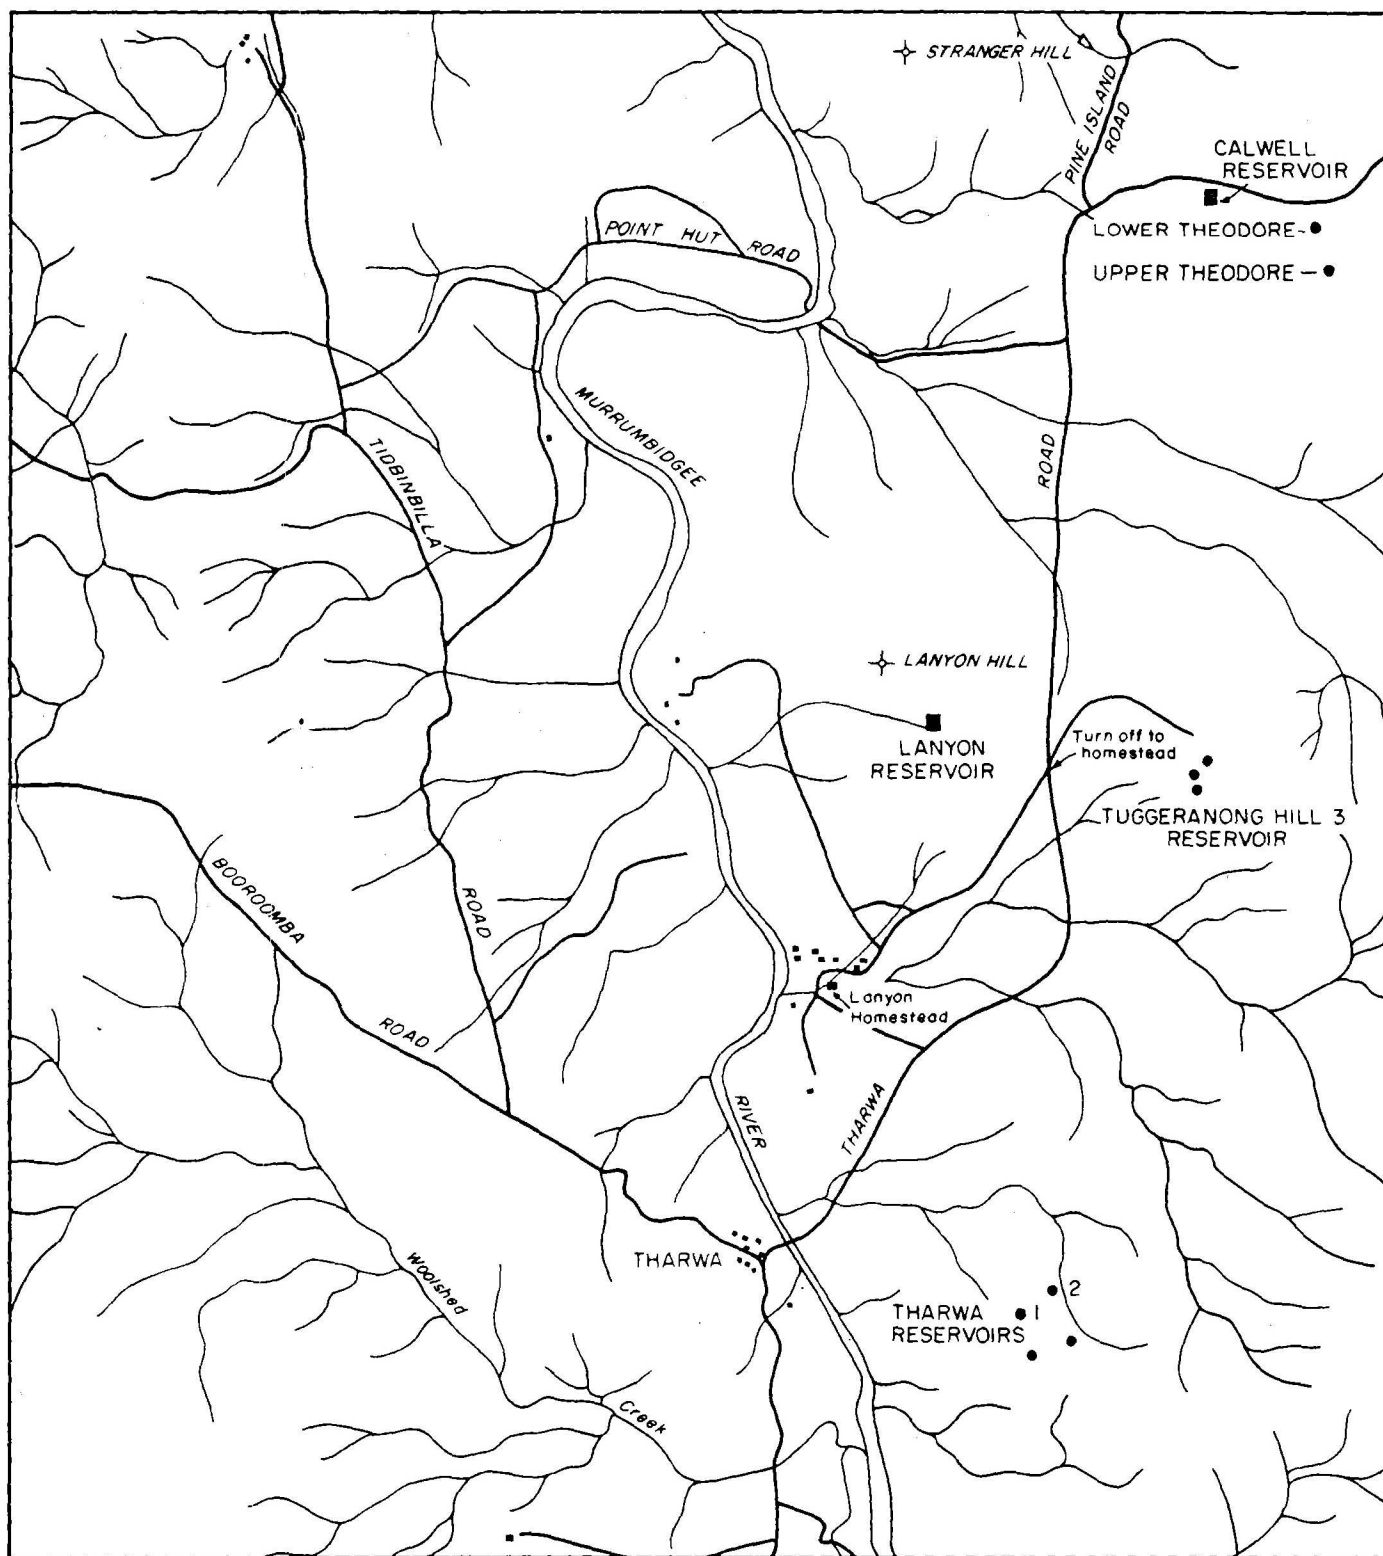 STRANGER HILL
PINE ISLAND
ROAD
CALWELL
RESERVOIR
POINT HUT ROAD
LOWER THEODORE
UPPER THEODORE
MURRUMBIDGEE
TIDBINBILLA
ROAD
LANYON HILL
LANYON
RESERVOIR
Turn off to
homestead
TUGGERANONG HILL 3
RESERVOIR
BOOROOMBA
ROAD
ROAD
Lanyon
Homestead
RIVER
THARWA
THARWA
Woolshed
2
THARWA 1
RESERVOIRS
Creek